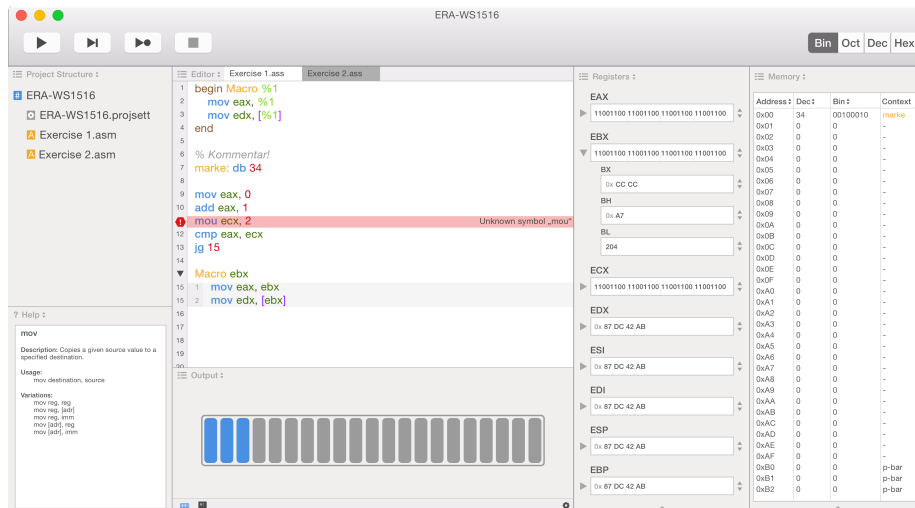 ERA-WS1516
Bin Oct Dec Hex
Project Structure
ERA-WS1516
ERA-WS1516.projsett
Exercise 1.asm
Exercise 2.asm
? Help
mov
Description: Copies a given source value to a
specified destination.
Usage:
mov destination, source
Variations:
mov reg, reg
mov reg, [adr]
mov reg, imm
mov [adr], reg
mov [adr], imm
Editor Exercise 1.ass Exercise 2.ass
1 begin Macro %1
2 mov eax, %1
3 mov edx, [%1]
4 end
5
6 % Kommentar!
7 marke: db 34
8
9 mov eax, 0
10 add eax, 1
! mou ecx, 2 Unknown symbol „mou“
12 cmp eax, ecx
13 jg 15
14
Macro ebx
15 1 mov eax, ebx
15 2 mov edx, [ebx]
16
17
18
19
20
Output
Registers
EAX
11001100 11001100 11001100 11001100
EBX
11001100 11001100 11001100 11001100
BX
0x CC CC
BH
0x A7
BL
204
ECX
11001100 11001100 11001100 11001100
EDX
0x 87 DC 42 AB
ESI
0x 87 DC 42 AB
EDI
0x 87 DC 42 AB
ESP
0x 87 DC 42 AB
EBP
0x 87 DC 42 AB
Memory
Address Dec Bin Context
0x00 34 00100010 marke
0x01 0 0 -
0x02 0 0 -
0x03 0 0 -
0x04 0 0 -
0x05 0 0 -
0x06 0 0 -
0x07 0 0 -
0x08 0 0 -
0x09 0 0 -
0x0A 0 0 -
0x0B 0 0 -
0x0C 0 0 -
0x0D 0 0 -
0x0E 0 0 -
0x0F 0 0 -
0xA0 0 0 -
0xA1 0 0 -
0xA2 0 0 -
0xA3 0 0 -
0xA4 0 0 -
0xA5 0 0 -
0xA6 0 0 -
0xA7 0 0 -
0xA8 0 0 -
0xA9 0 0 -
0xAA 0 0 -
0xAB 0 0 -
0xAC 0 0 -
0xAD 0 0 -
0xAE 0 0 -
0xAF 0 0 -
0xB0 0 0 p-bar
0xB1 0 0 p-bar
0xB2 0 0 p-bar